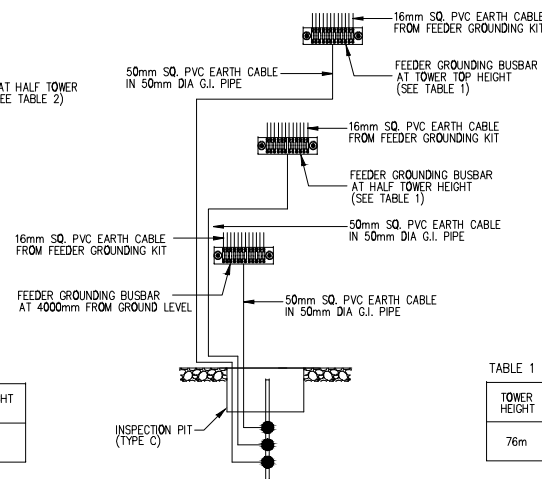 16mm SQ. PVC EARTH CABLE
FROM FEEDER GROUNDING KIT
FEEDER GROUNDING BUSBAR
AT TOWER TOP HEIGHT
(SEE TABLE 1)
50mm SQ. PVC EARTH CABLE
IN 50mm DIA G.I. PIPE
AT HALF TOWER
EE TABLE 2)
16mm SQ. PVC EARTH CABLE
FROM FEEDER GROUNDING KIT
FEEDER GROUNDING BUSBAR
AT HALF TOWER HEIGHT
(SEE TABLE 1)
50mm SQ. PVC EARTH CABLE
IN 50mm DIA G.I. PIPE
16mm SQ. PVC EARTH CABLE
FROM FEEDER GROUNDING KIT
FEEDER GROUNDING BUSBAR
AT 4000mm FROM GROUND LEVEL
50mm SQ. PVC EARTH CABLE
IN 50mm DIA G.I. PIPE
INSPECTION PIT
(TYPE C)
HT
TABLE 1
TOWER
HEIGHT
76m